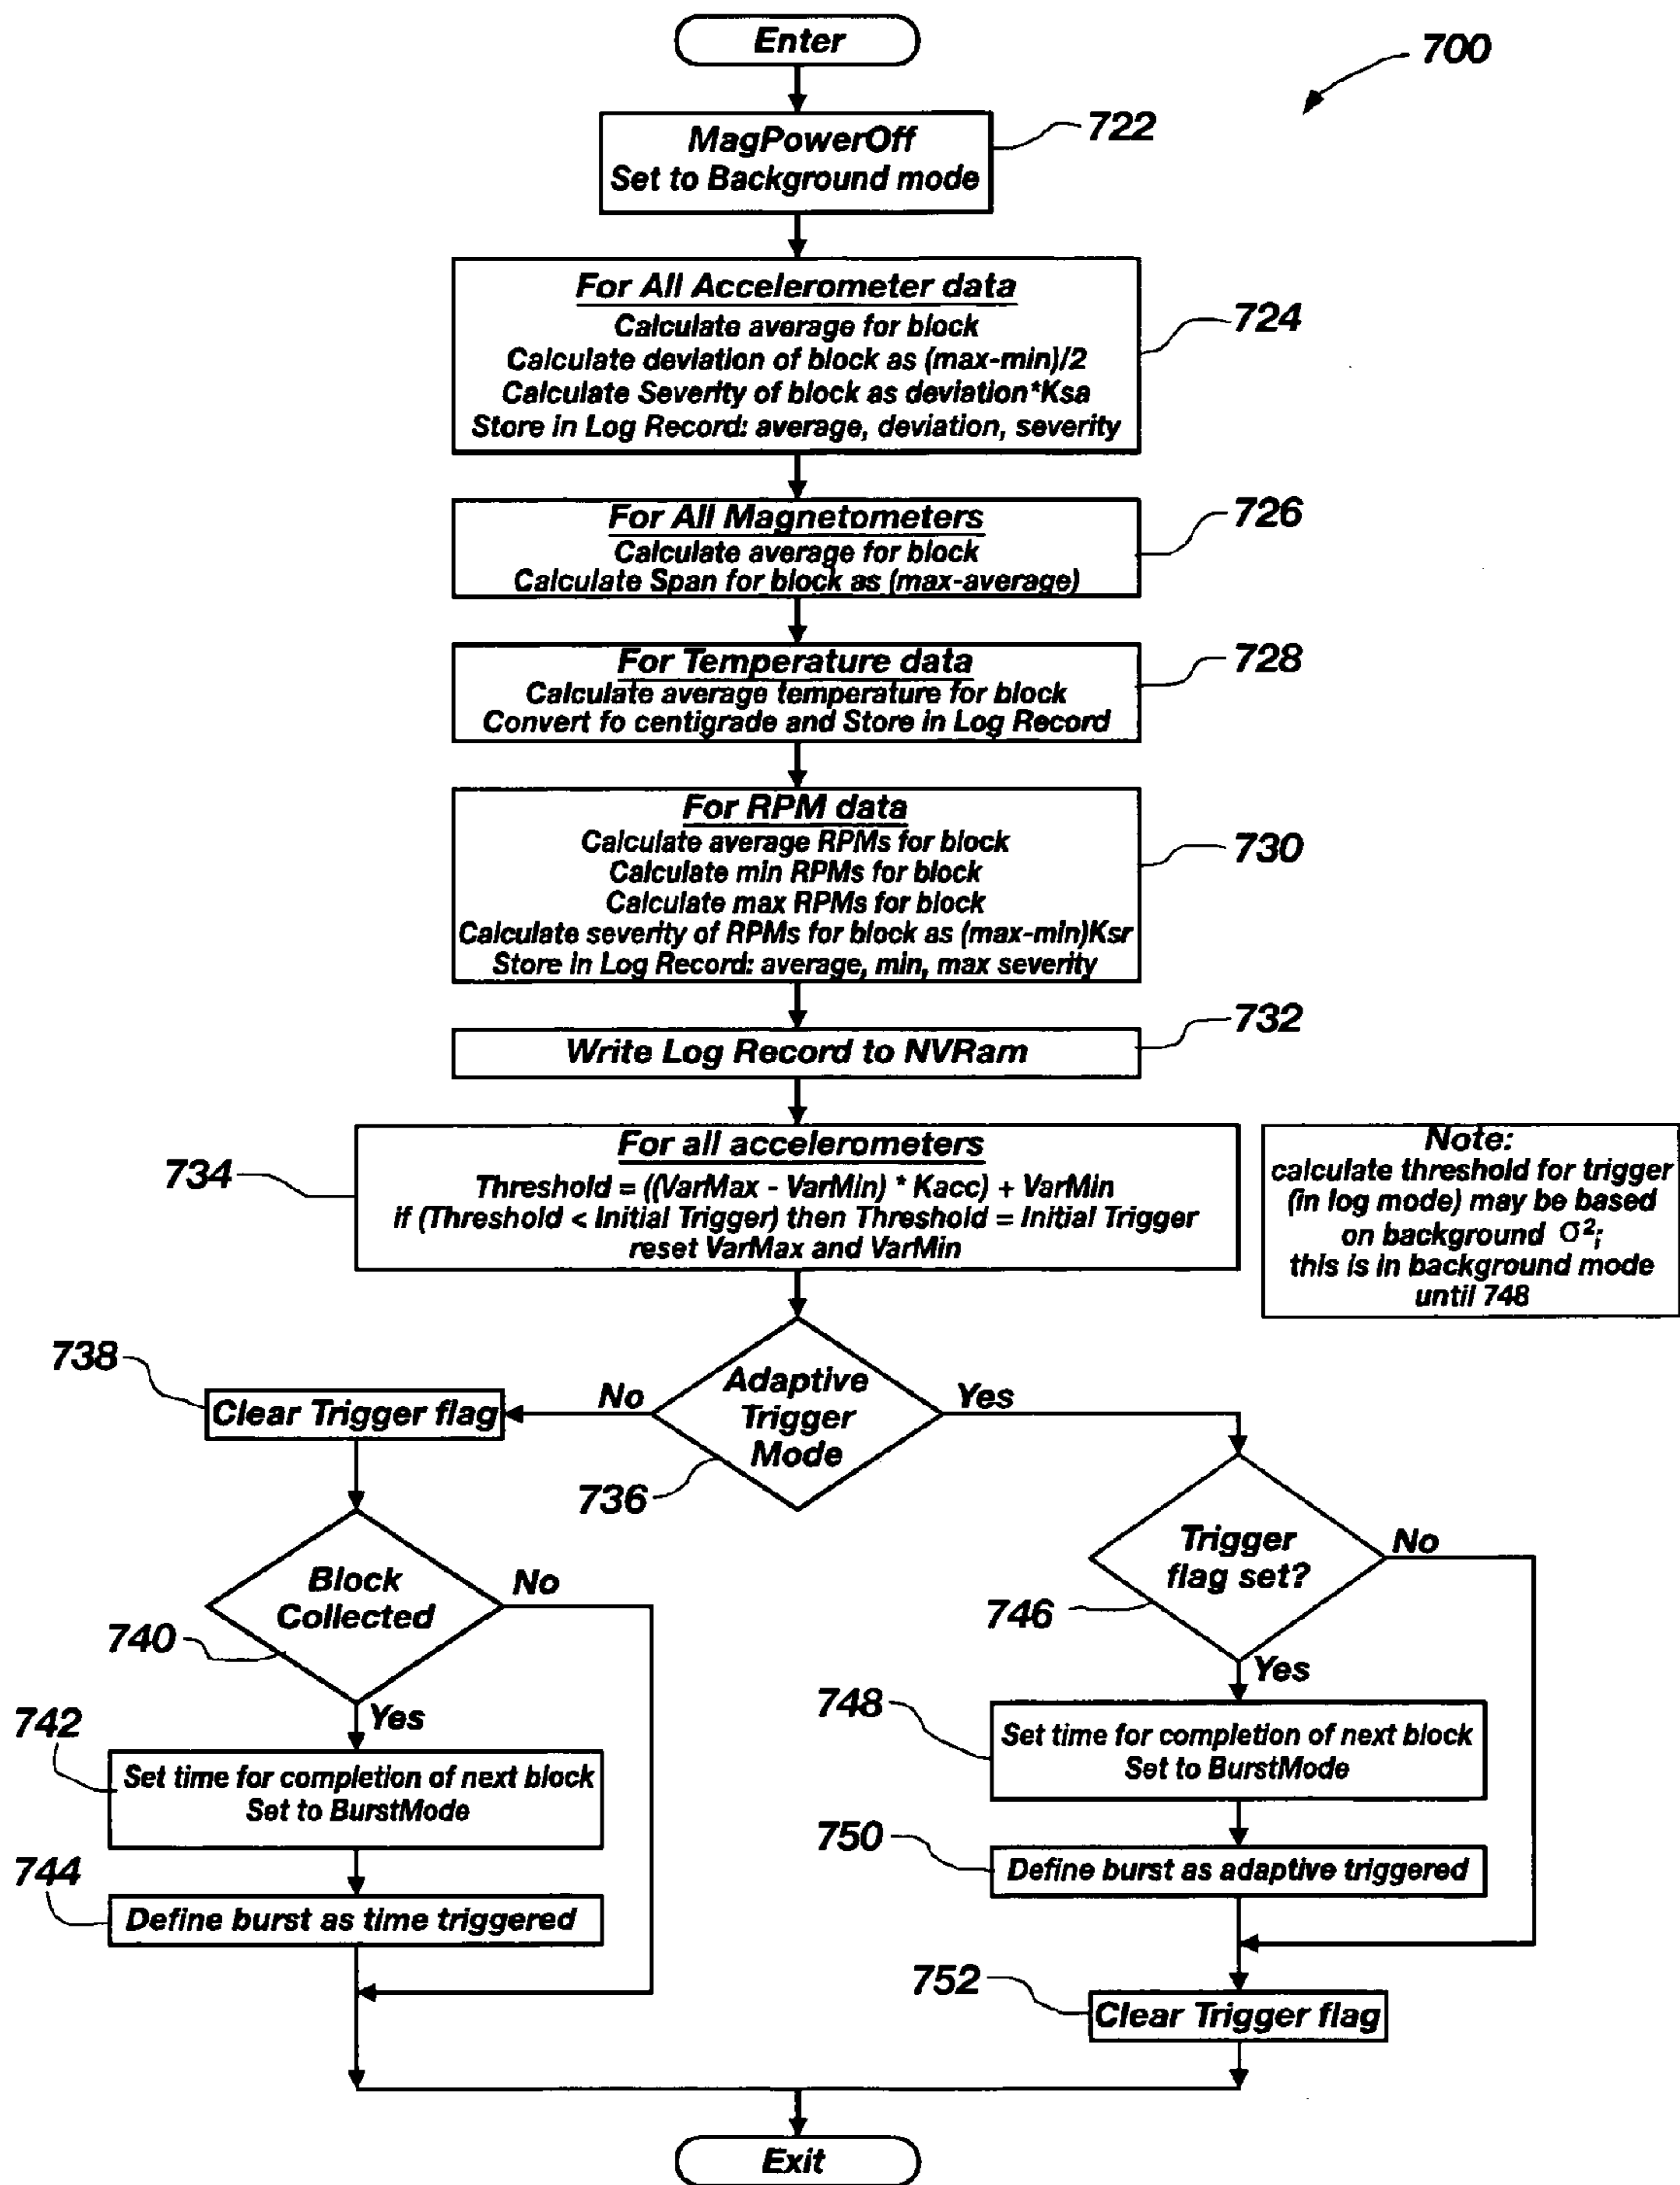 Enter
700
MagPowerOff
Set to Background mode
722
For All Accelerometer data
Calculate average for block
Calculate deviation of block as (max-min)/2
Calculate Severity of block as deviation*Ksa
Store in Log Record: average, deviation, severity
724
For All Magnetometers
Calculate average for block
Calculate Span for block as (max-average)
726
For Temperature data
Calculate average temperature for block
Convert fo centigrade and Store in Log Record
728
For RPM data
Calculate average RPMs for block
Calculate min RPMs for block
Calculate max RPMs for block
Calculate severity of RPMs for block as (max-min)Ksr
Store in Log Record: average, min, max severity
730
Write Log Record to NVRam
732
734
For all accelerometers
Threshold = ((VarMax - VarMin) * Kacc) + VarMin
if (Threshold < Initial Trigger) then Threshold = Initial Trigger
reset VarMax and VarMin
Note:
calculate threshold for trigger
(in log mode) may be based
on background σ²;
this is in background mode
until 748
738
Clear Trigger flag
No
Adaptive
Trigger
Mode
Yes
736
Block
Collected
No
740
Yes
Trigger
flag set?
No
746
Yes
742
Set time for completion of next block
Set to BurstMode
744
Define burst as time triggered
748
Set time for completion of next block
Set to BurstMode
750
Define burst as adaptive triggered
752
Clear Trigger flag
Exit